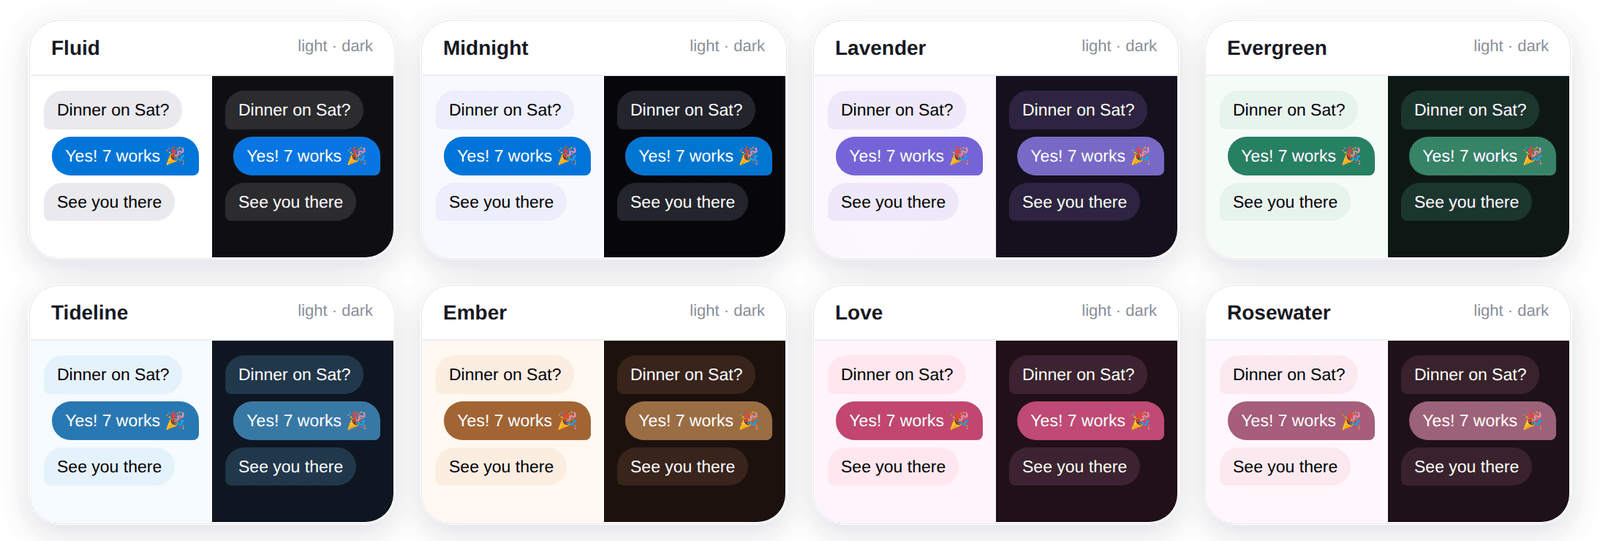 Fluid light · dark
Dinner on Sat?
Yes! 7 works 🎉
See you there
Dinner on Sat?
Yes! 7 works 🎉
See you there
Midnight light · dark
Dinner on Sat?
Yes! 7 works 🎉
See you there
Dinner on Sat?
Yes! 7 works 🎉
See you there
Lavender light · dark
Dinner on Sat?
Yes! 7 works 🎉
See you there
Dinner on Sat?
Yes! 7 works 🎉
See you there
Evergreen light · dark
Dinner on Sat?
Yes! 7 works 🎉
See you there
Dinner on Sat?
Yes! 7 works 🎉
See you there
Tideline light · dark
Dinner on Sat?
Yes! 7 works 🎉
See you there
Dinner on Sat?
Yes! 7 works 🎉
See you there
Ember light · dark
Dinner on Sat?
Yes! 7 works 🎉
See you there
Dinner on Sat?
Yes! 7 works 🎉
See you there
Love light · dark
Dinner on Sat?
Yes! 7 works 🎉
See you there
Dinner on Sat?
Yes! 7 works 🎉
See you there
Rosewater light · dark
Dinner on Sat?
Yes! 7 works 🎉
See you there
Dinner on Sat?
Yes! 7 works 🎉
See you there